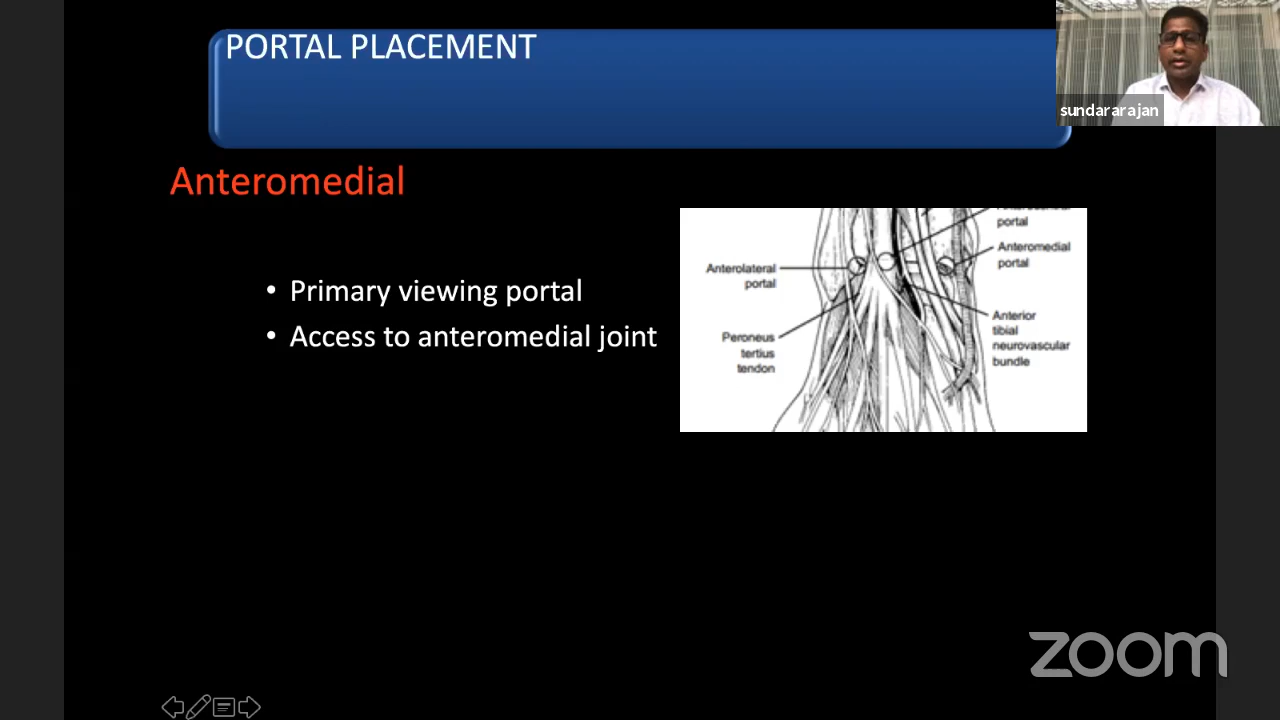 PORTAL PLACEMENT
sundararajan
Anteromedial
• Primary viewing portal
• Access to anteromedial joint
portal
Anteromedial
portal
Anterolateral
portal
Anterior
tibial
neurovascular
bundle
Peroneus
tertius
tendon
zoom